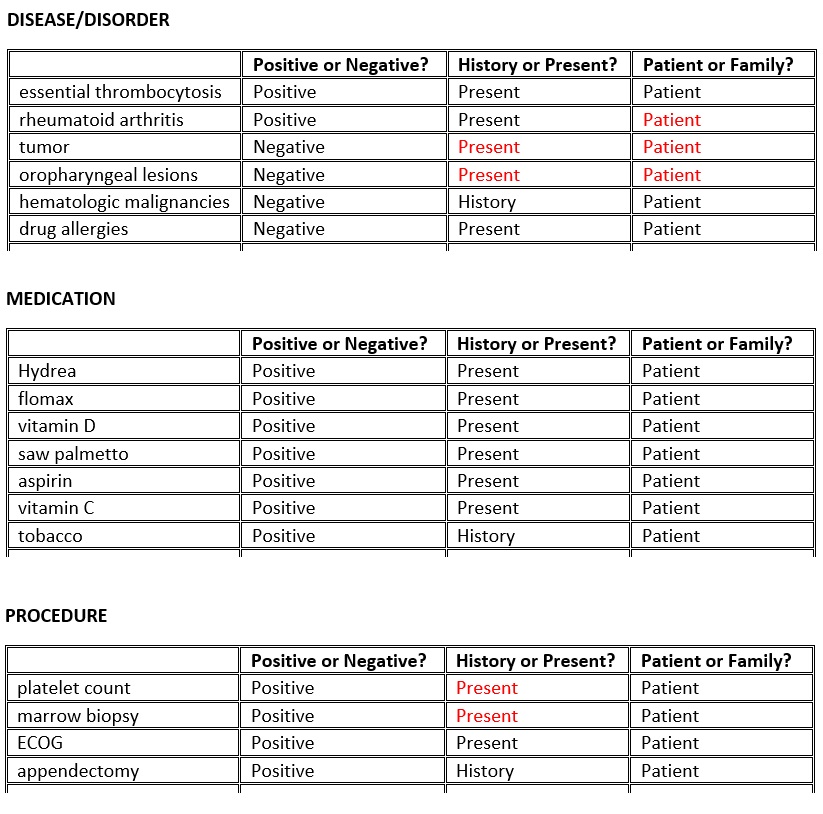 DISEASE/DISORDER
Positive or Negative? History or Present? Patient or Family?
essential thrombocytosis Positive Present Patient
rheumatoid arthritis Positive Present Patient
tumor Negative Present Patient
oropharyngeal lesions Negative Present Patient
hematologic malignancies Negative History Patient
drug allergies Negative Present Patient
MEDICATION
Positive or Negative? History or Present? Patient or Family?
Hydrea Positive Present Patient
flomax Positive Present Patient
vitamin D Positive Present Patient
saw palmetto Positive Present Patient
aspirin Positive Present Patient
vitamin C Positive Present Patient
tobacco Positive History Patient
PROCEDURE
Positive or Negative? History or Present? Patient or Family?
platelet count Positive Present Patient
marrow biopsy Positive Present Patient
ECOG Positive Present Patient
appendectomy Positive History Patient